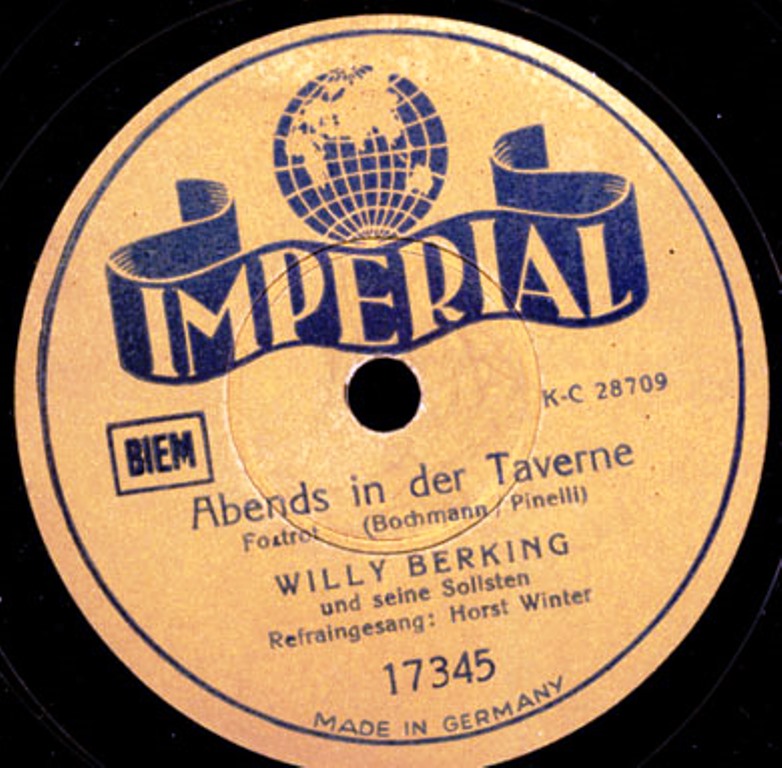 IMPERIAL
K-C 28709
BIEM
Abends in der Taverne
Foxtrot (Bochmann / Pinelli)
WILLY BERKING
und seine Solisten
Refraingesang: Horst Winter
17345
MADE IN GERMANY